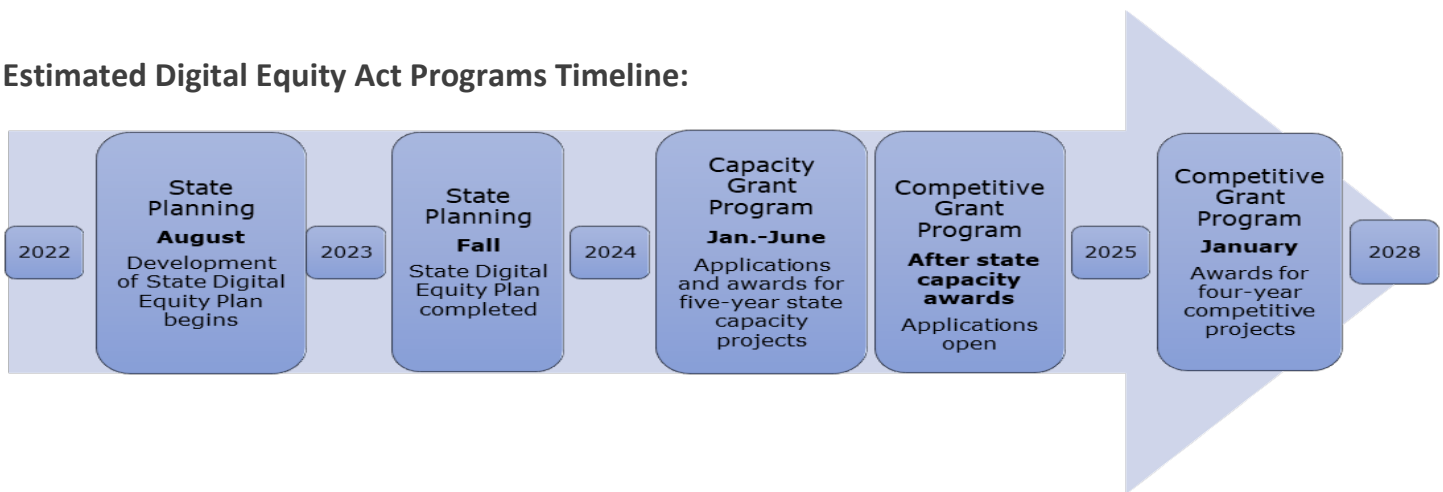 Estimated Digital Equity Act Programs Timeline:
2022
State
Planning
August
Development
of State Digital
Equity Plan
begins
2023
State
Planning
Fall
State Digital
Equity Plan
completed
2024
Capacity
Grant
Program
Jan.-June
Applications
and awards for
five-year state
capacity
projects
Competitive
Grant
Program
After state
capacity
awards
Applications
open
2025
Competitive
Grant
Program
January
Awards for
four-year
competitive
projects
2028